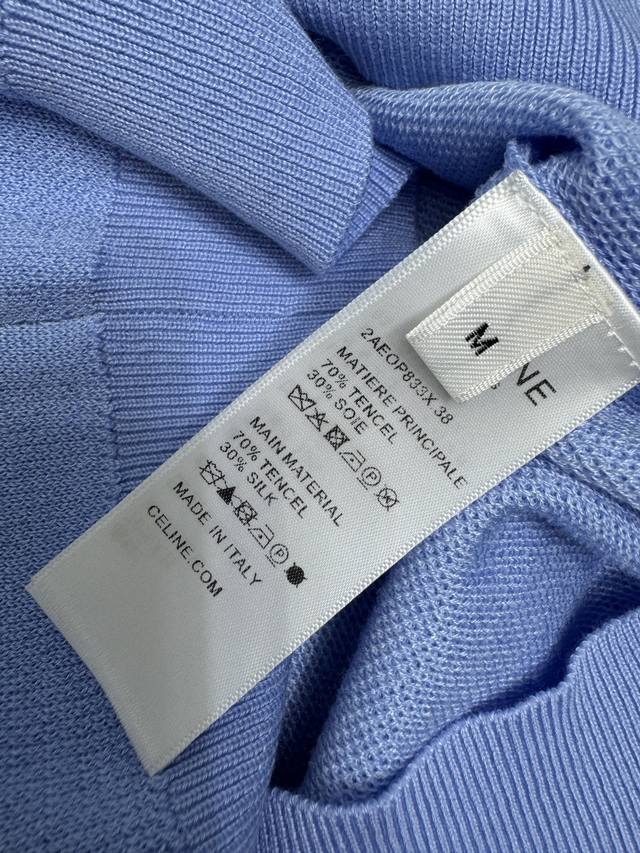 M
NE
2AEOP833X 38
MATIERE PRINCIPALE
70% TENCEL
30% SOIE
MAIN MATERIAL
70% TENCEL
30% SILK
MADE IN ITALY
CELINE.COM